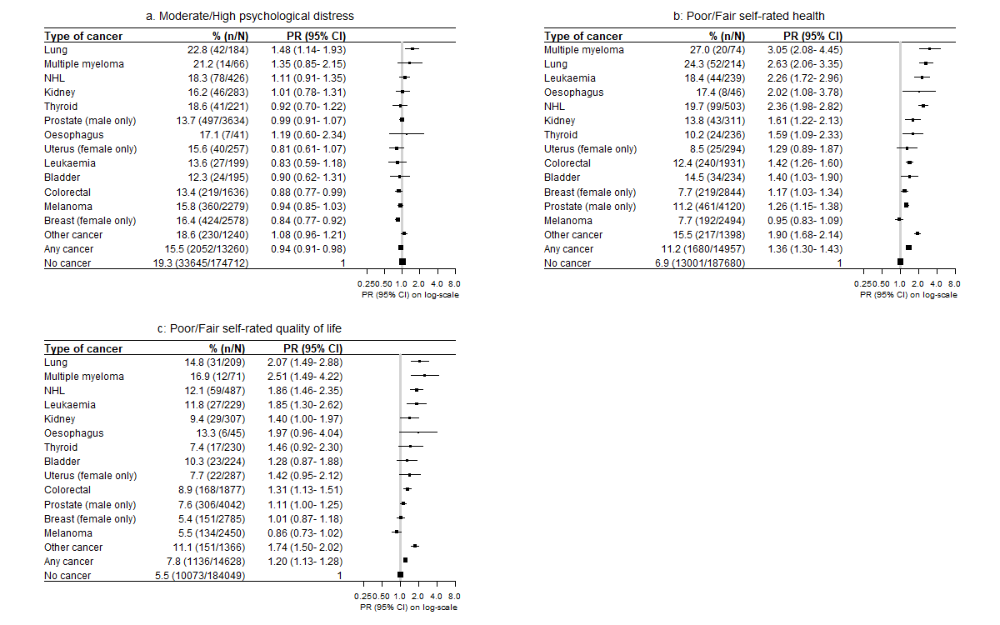 a. Moderate/High psychological distress
Type of cancer % (n/N) PR (95% CI)
Lung 22.8 (42/184) 1.48 (1.14- 1.93)
Multiple myeloma 21.2 (14/66) 1.35 (0.85- 2.15)
NHL 18.3 (78/426) 1.11 (0.91- 1.35)
Kidney 16.2 (46/283) 1.01 (0.78- 1.31)
Thyroid 18.6 (41/221) 0.92 (0.70- 1.22)
Prostate (male only) 13.7 (497/3634) 0.99 (0.91- 1.07)
Oesophagus 17.1 (7/41) 1.19 (0.60- 2.34)
Uterus (female only) 15.6 (40/257) 0.81 (0.61- 1.07)
Leukaemia 13.6 (27/199) 0.83 (0.59- 1.18)
Bladder 12.3 (24/195) 0.90 (0.62- 1.31)
Colorectal 13.4 (219/1636) 0.88 (0.77- 0.99)
Melanoma 15.8 (360/2279) 0.94 (0.85- 1.03)
Breast (female only) 16.4 (424/2578) 0.84 (0.77- 0.92)
Other cancer 18.6 (230/1240) 1.08 (0.96- 1.21)
Any cancer 15.5 (2052/13260) 0.94 (0.91- 0.98)
No cancer 19.3 (33645/174712) 1
0.25 0.50 1.0 2.0 4.0 8.0
PR (95% CI) on log-scale
b: Poor/Fair self-rated health
Type of cancer % (n/N) PR (95% CI)
Multiple myeloma 27.0 (20/74) 3.05 (2.08- 4.45)
Lung 24.3 (52/214) 2.63 (2.06- 3.35)
Leukaemia 18.4 (44/239) 2.26 (1.72- 2.96)
Oesophagus 17.4 (8/46) 2.02 (1.08- 3.78)
NHL 19.7 (99/503) 2.36 (1.98- 2.82)
Kidney 13.8 (43/311) 1.61 (1.22- 2.13)
Thyroid 10.2 (24/236) 1.59 (1.09- 2.33)
Uterus (female only) 8.5 (25/294) 1.29 (0.89- 1.87)
Colorectal 12.4 (240/1931) 1.42 (1.26- 1.60)
Bladder 14.5 (34/234) 1.40 (1.03- 1.90)
Breast (female only) 7.7 (219/2844) 1.17 (1.03- 1.34)
Prostate (male only) 11.2 (461/4120) 1.26 (1.15- 1.38)
Melanoma 7.7 (192/2494) 0.95 (0.83- 1.09)
Other cancer 15.5 (217/1398) 1.90 (1.68- 2.14)
Any cancer 11.2 (1680/14957) 1.36 (1.30- 1.43)
No cancer 6.9 (13001/187680) 1
0.25 0.50 1.0 2.0 4.0 8.0
PR (95% CI) on log-scale
c: Poor/Fair self-rated quality of life
Type of cancer % (n/N) PR (95% CI)
Lung 14.8 (31/209) 2.07 (1.49- 2.88)
Multiple myeloma 16.9 (12/71) 2.51 (1.49- 4.22)
NHL 12.1 (59/487) 1.86 (1.46- 2.35)
Leukaemia 11.8 (27/229) 1.85 (1.30- 2.62)
Kidney 9.4 (29/307) 1.40 (1.00- 1.97)
Oesophagus 13.3 (6/45) 1.97 (0.96- 4.04)
Thyroid 7.4 (17/230) 1.46 (0.92- 2.30)
Bladder 10.3 (23/224) 1.28 (0.87- 1.88)
Uterus (female only) 7.7 (22/287) 1.42 (0.95- 2.12)
Colorectal 8.9 (168/1877) 1.31 (1.13- 1.51)
Prostate (male only) 7.6 (306/4042) 1.11 (1.00- 1.25)
Breast (female only) 5.4 (151/2785) 1.01 (0.87- 1.18)
Melanoma 5.5 (134/2450) 0.86 (0.73- 1.02)
Other cancer 11.1 (151/1366) 1.74 (1.50- 2.02)
Any cancer 7.8 (1136/14628) 1.20 (1.13- 1.28)
No cancer 5.5 (10073/184049) 1
0.25 0.50 1.0 2.0 4.0 8.0
PR (95% CI) on log-scale